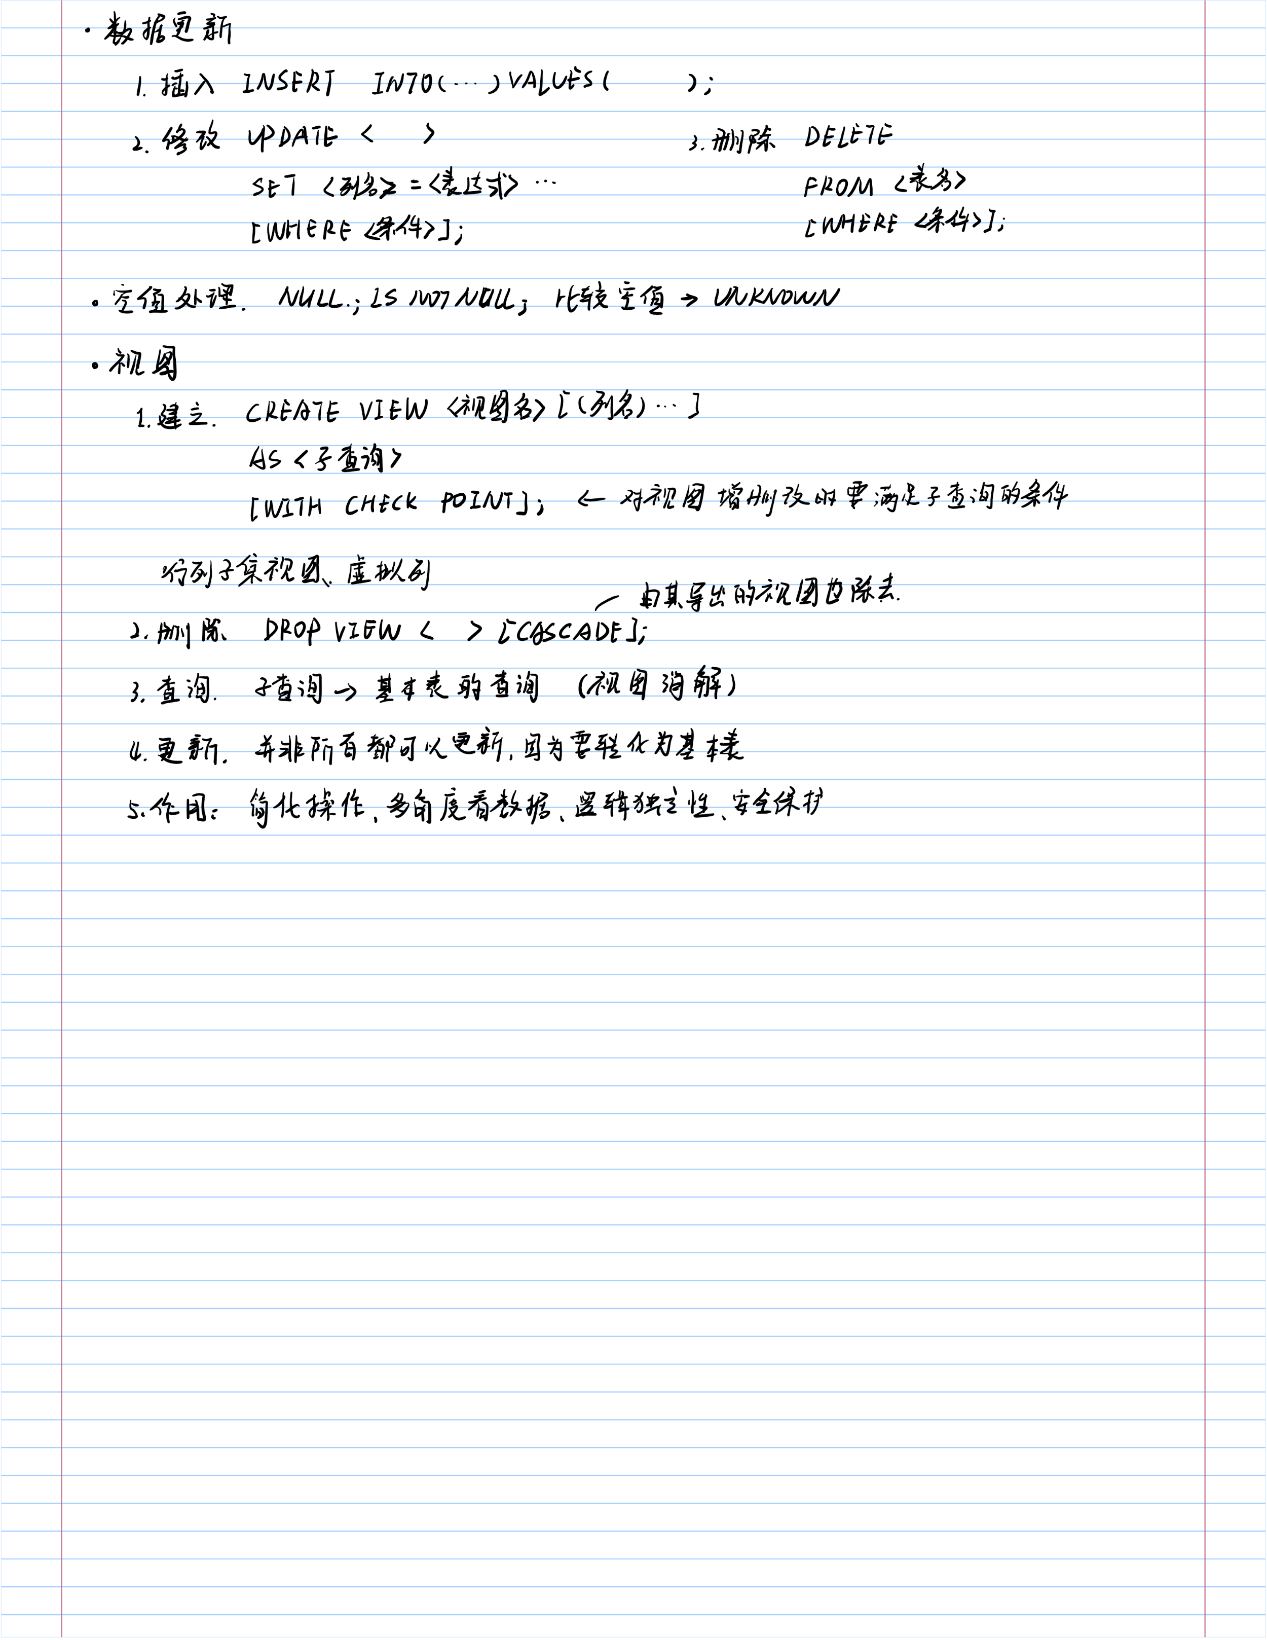 · 数据更新
1. 插入 INSERT INTO(…)VALUES( );
2. 修改 UPDATE < >
SET <列名> = <表达式> …
[WHERE <条件>];
3. 删除 DELETE
FROM <表名>
[WHERE <条件>];
· 空值处理. NULL.; IS NOT NULL; 比较空值 → UNKNOWN
· 视图
1. 建立. CREATE VIEW <视图名> [(列名) … ]
AS <子查询>
[WITH CHECK POINT]; ← 对视图增删改时要满足子查询的条件
行列子集视图、虚拟列
由其导出的视图也除去.
2. 删除 DROP VIEW < > [CASCADE];
3. 查询. 子查询 → 基本表的查询 (视图消解)
4. 更新. 并非所有都可以更新,因为要转化为基本表
5. 作用: 简化操作、多角度看数据、逻辑独立性、安全保护